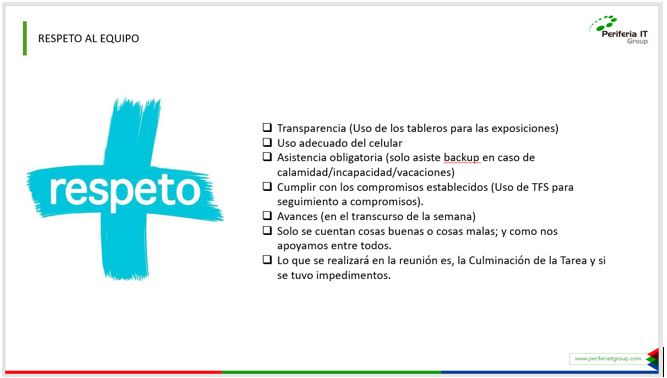 RESPETO AL EQUIPO
Periferia IT
Group
respeto
❑ Transparencia (Uso de los tableros para las exposiciones)
❑ Uso adecuado del celular
❑ Asistencia obligatoria (solo asiste backup en caso de
calamidad/incapacidad/vacaciones)
❑ Cumplir con los compromisos establecidos (Uso de TFS para
seguimiento a compromisos).
❑ Avances (en el transcurso de la semana)
❑ Solo se cuentan cosas buenas o cosas malas; y como nos
apoyamos entre todos.
❑ Lo que se realizará en la reunión es, la Culminación de la Tarea y si
se tuvo impedimentos.
www.periferiaitgroup.com